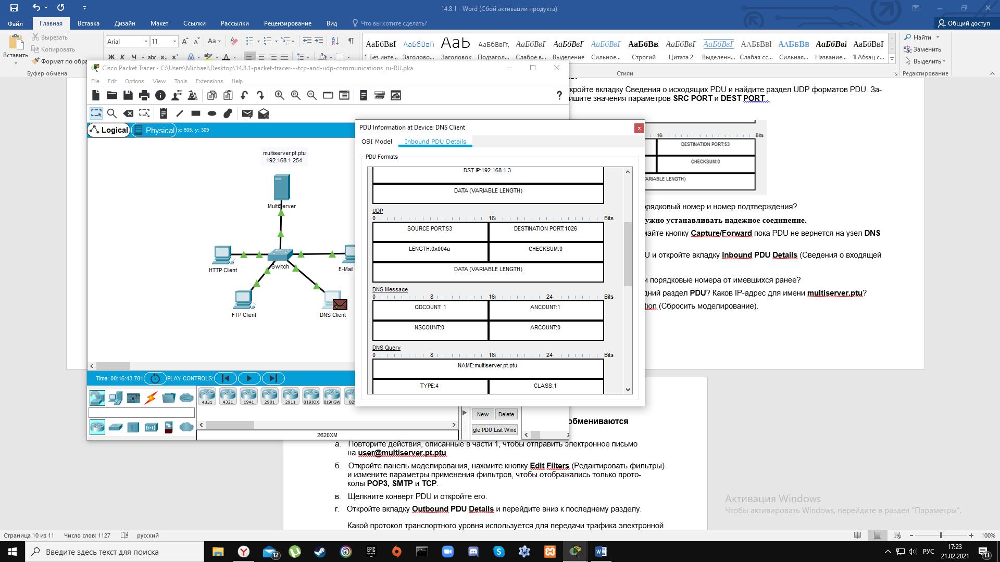 14.8.1 - Word (Сбой активации продукта)
Файл Главная Вставка Дизайн Макет Ссылки Рассылки Рецензирование Вид Что вы хотите сделать? Общий доступ
Вставить
Вырезать
Копировать
Формат по обра
Буфер обмена
Arial 11
Ж К Ч abc x₂ x²
АаБбВвГ АаБбВвГг АаБ АаБбВвГг, АаБбВвГ АаБбВвГ АаБбВвГ АаБбВв АаБбВвГ АаБбВвГ АаБбВвГ АаБбВв АаБбВвГ АаБбВвГ
¶ Без инте... Заголово... Заголовок Подзагол... Слабое в... Выделение Сильное... Строгий Цитата 2 Выделенн... Слабая сс... Сильная... Название... ¶ Абзац с...
Стили
Найти
Заменить
Выделить
Редактирование
Cisco Packet Tracer - C:\Users\Michael\Desktop\14.8.1-packet-tracer---tcp-and-udp-communications_ru-RU.pka
File Edit Options View Tools Extensions Help
Logical Physical x: 505, y: 309
multiserver.pt.ptu
192.168.1.254
MultiServer
HTTP Client
Switch
E-Mail
FTP Client
DNS Client
Time: 00:16:43.781 PLAY CONTROLS:
4331 4321 1941 2901 2911 819IOX 819HGW 829
2620XM
New Delete
gle PDU List Wind
PDU Information at Device: DNS Client
OSI Model Inbound PDU Details
PDU Formats
DST IP:192.168.1.3
DATA (VARIABLE LENGTH)
UDP
0 16 Bits
SOURCE PORT:53 DESTINATION PORT:1026
LENGTH:0x004a CHECKSUM:0
DATA (VARIABLE LENGTH)
DNS Message
0 8 16 24 Bits
QDCOUNT: 1 ANCOUNT:1
NSCOUNT:0 ARCOUNT:0
DNS Query
0 8 16 24 Bits
NAME:multiserver.pt.ptu
TYPE:4 CLASS:1
кройте вкладку Сведения о исходящих PDU и найдите раздел UDP форматов PDU. За-
ишите значения параметров SRC PORT и DEST PORT .
16 Bits
DESTINATION PORT:53
CHECKSUM:0
VARIABLE LENGTH)
орядковый номер и номер подтверждения?
ужно устанавливать надежное соединение.
майте кнопку Capture/Forward пока PDU не вернется на узел DNS
U и откройте вкладку Inbound PDU Details (Сведения о входящей
и порядковые номера от имевшихся ранее?
дний раздел PDU? Каков IP-адрес для имени multiserver.ptu?
tion (Сбросить моделирование).
обмениваются
а. Повторите действия, описанные в части 1, чтобы отправить электронное письмо
на user@multiserver.pt.ptu.
б. Откройте панель моделирования, нажмите кнопку Edit Filters (Редактировать фильтры)
и измените параметры применения фильтров, чтобы отображались только прото-
колы POP3, SMTP и TCP.
в. Щелкните конверт PDU и откройте его.
г. Откройте вкладку Outbound PDU Details и перейдите вниз к последнему разделу.
Какой протокол транспортного уровня используется для передачи трафика электронной
Активация Windows
Чтобы активировать Windows, перейдите в раздел "Параметры".
Страница 10 из 11 Число слов: 1127 русский 100%
Введите здесь текст для поиска
12
EPIC GAMES
РУС
17:23
21.02.2021
13